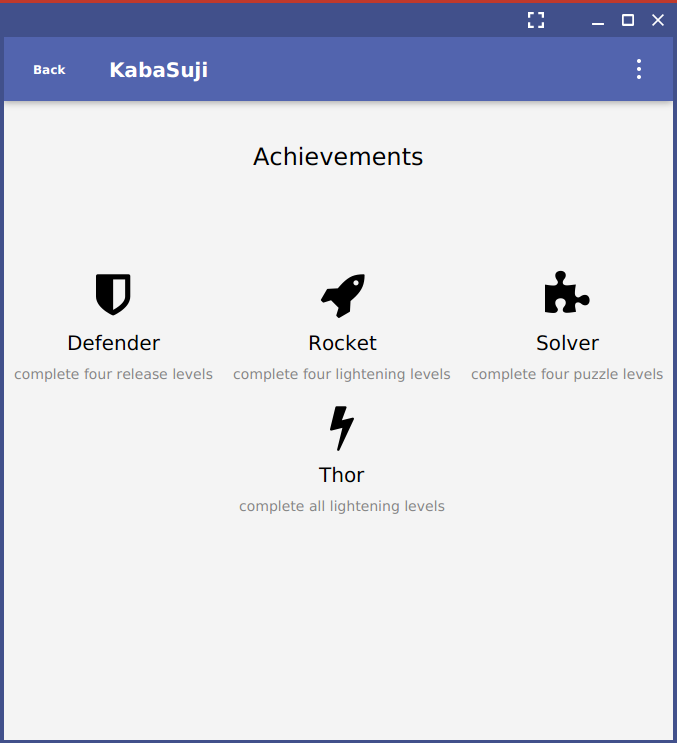 Back
KabaSuji
Achievements
Defender
complete four release levels
Rocket
complete four lightening levels
Solver
complete four puzzle levels
Thor
complete all lightening levels